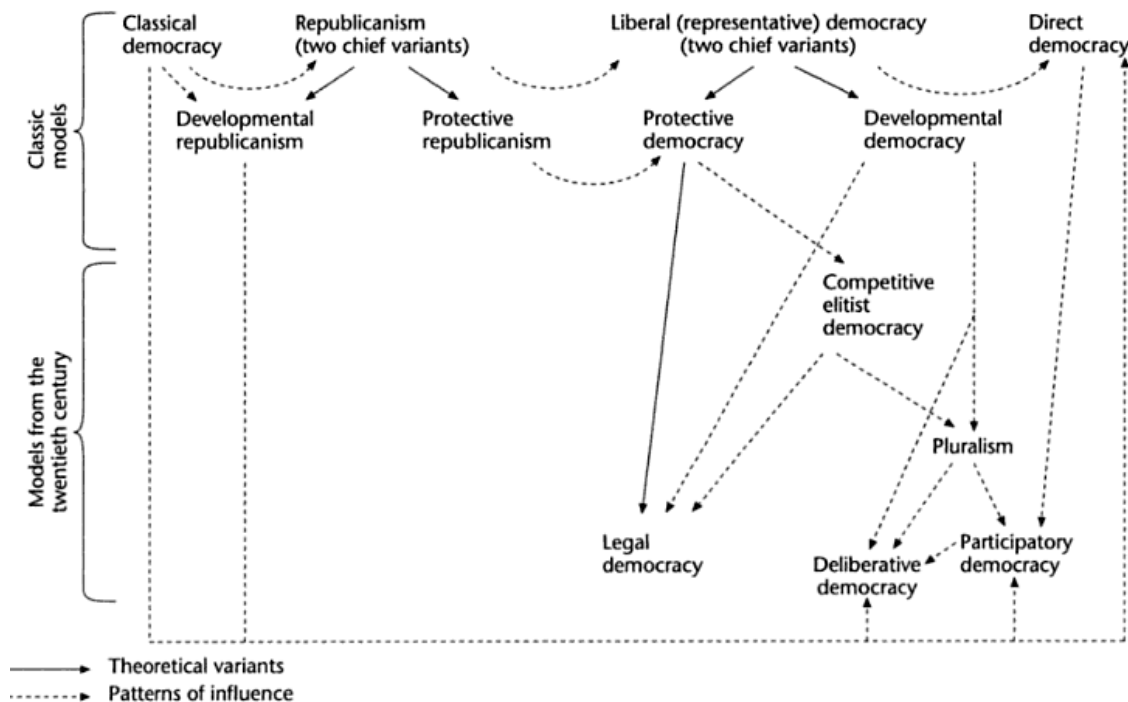 Classical
democracy
Republicanism
(two chief variants)
Liberal (representative) democracy
(two chief variants)
Direct
democracy
Developmental
republicanism
Protective
republicanism
Protective
democracy
Developmental
democracy
Classic
models
Competitive
elitist
democracy
Models from the
twentieth century
Pluralism
Legal
democracy
Deliberative
democracy
Participatory
democracy
Theoretical variants
Patterns of influence